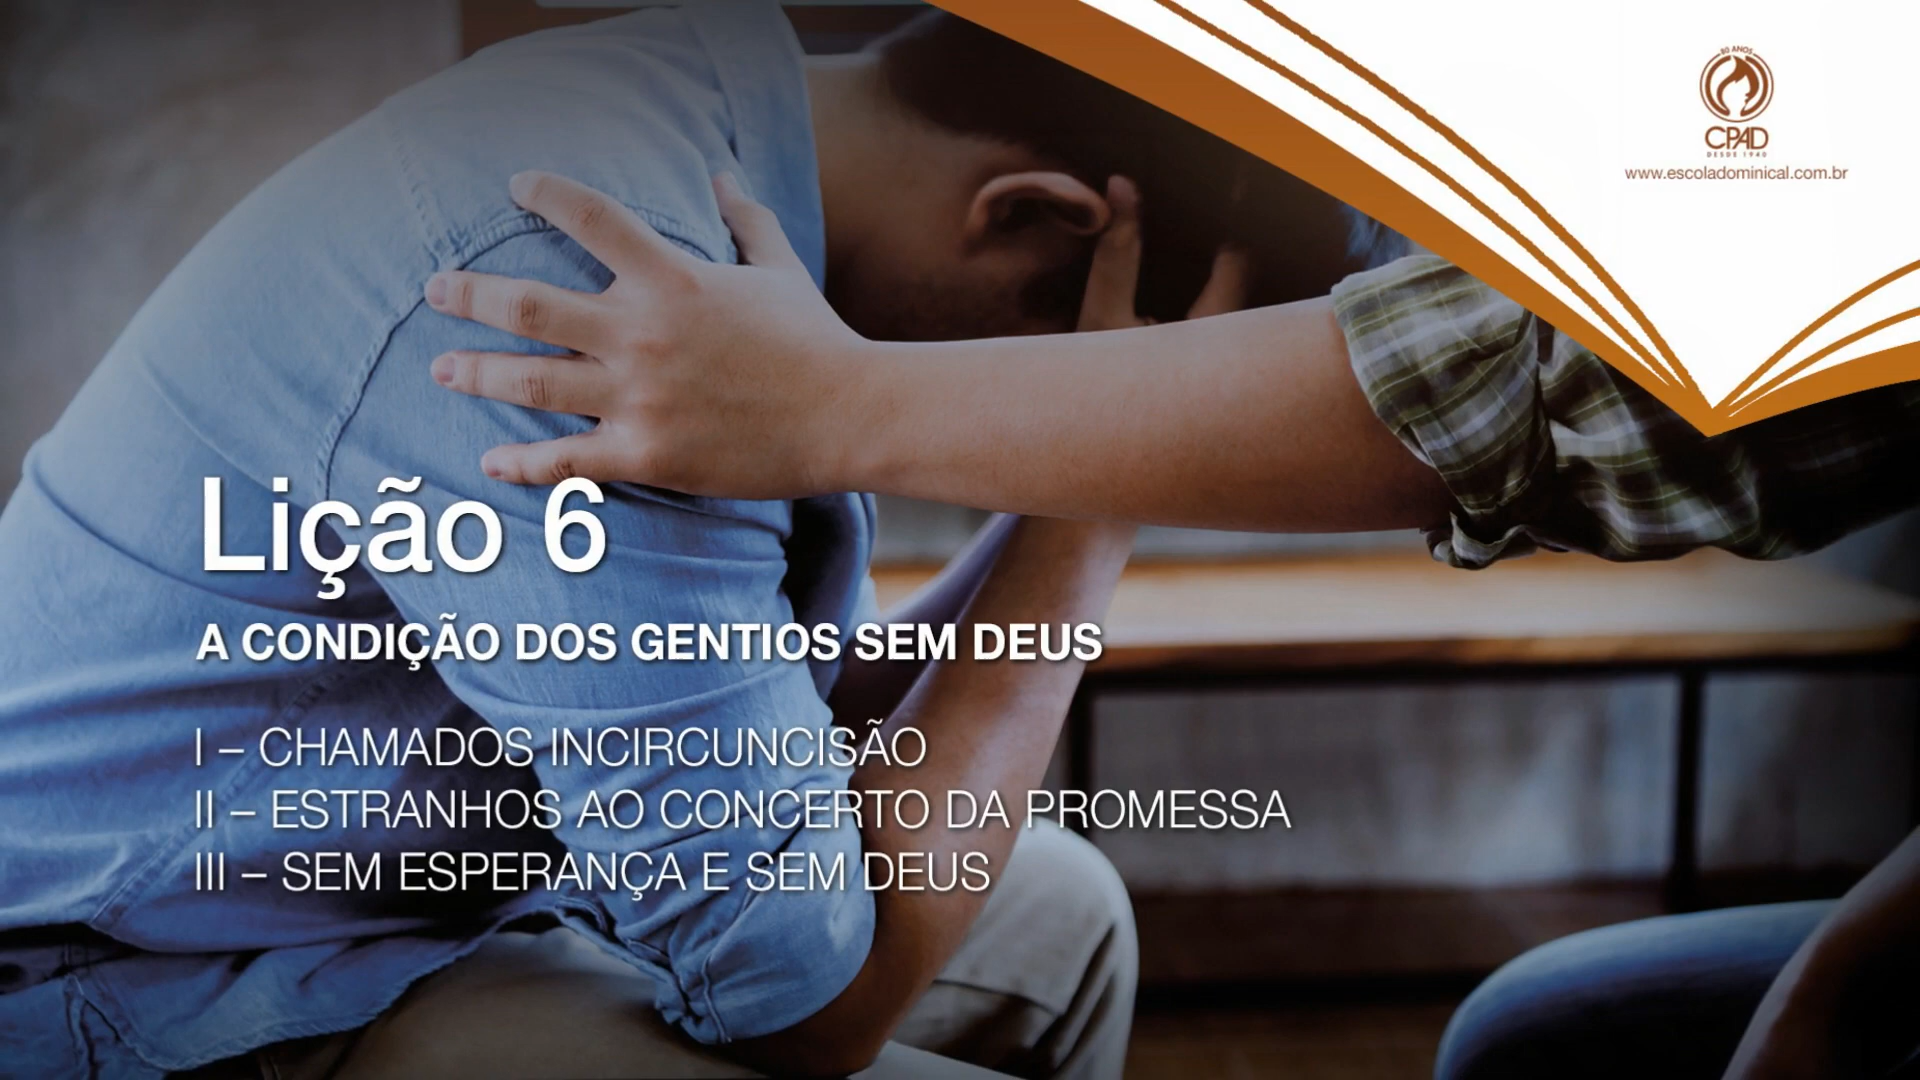 80 ANOS
CPAD
DESDE 1940
www.escoladominical.com.br
Lição 6
A CONDIÇÃO DOS GENTIOS SEM DEUS
I – CHAMADOS INCIRCUNCISÃO
II – ESTRANHOS AO CONCERTO DA PROMESSA
III – SEM ESPERANÇA E SEM DEUS